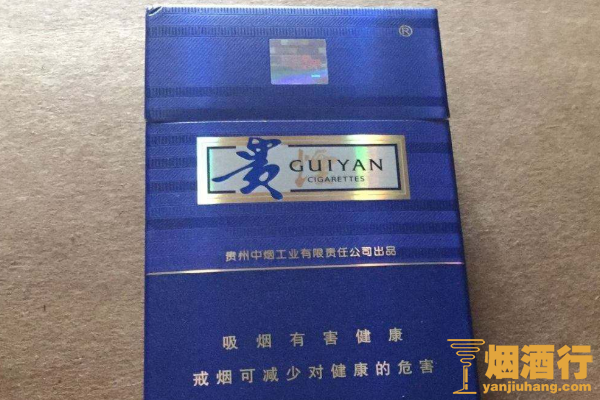 ®
贵 GUIYAN
CIGARETTES
贵州中烟工业有限责任公司出品
吸烟有害健康
戒烟可减少对健康的危害
烟酒行
yanjiuhang.com